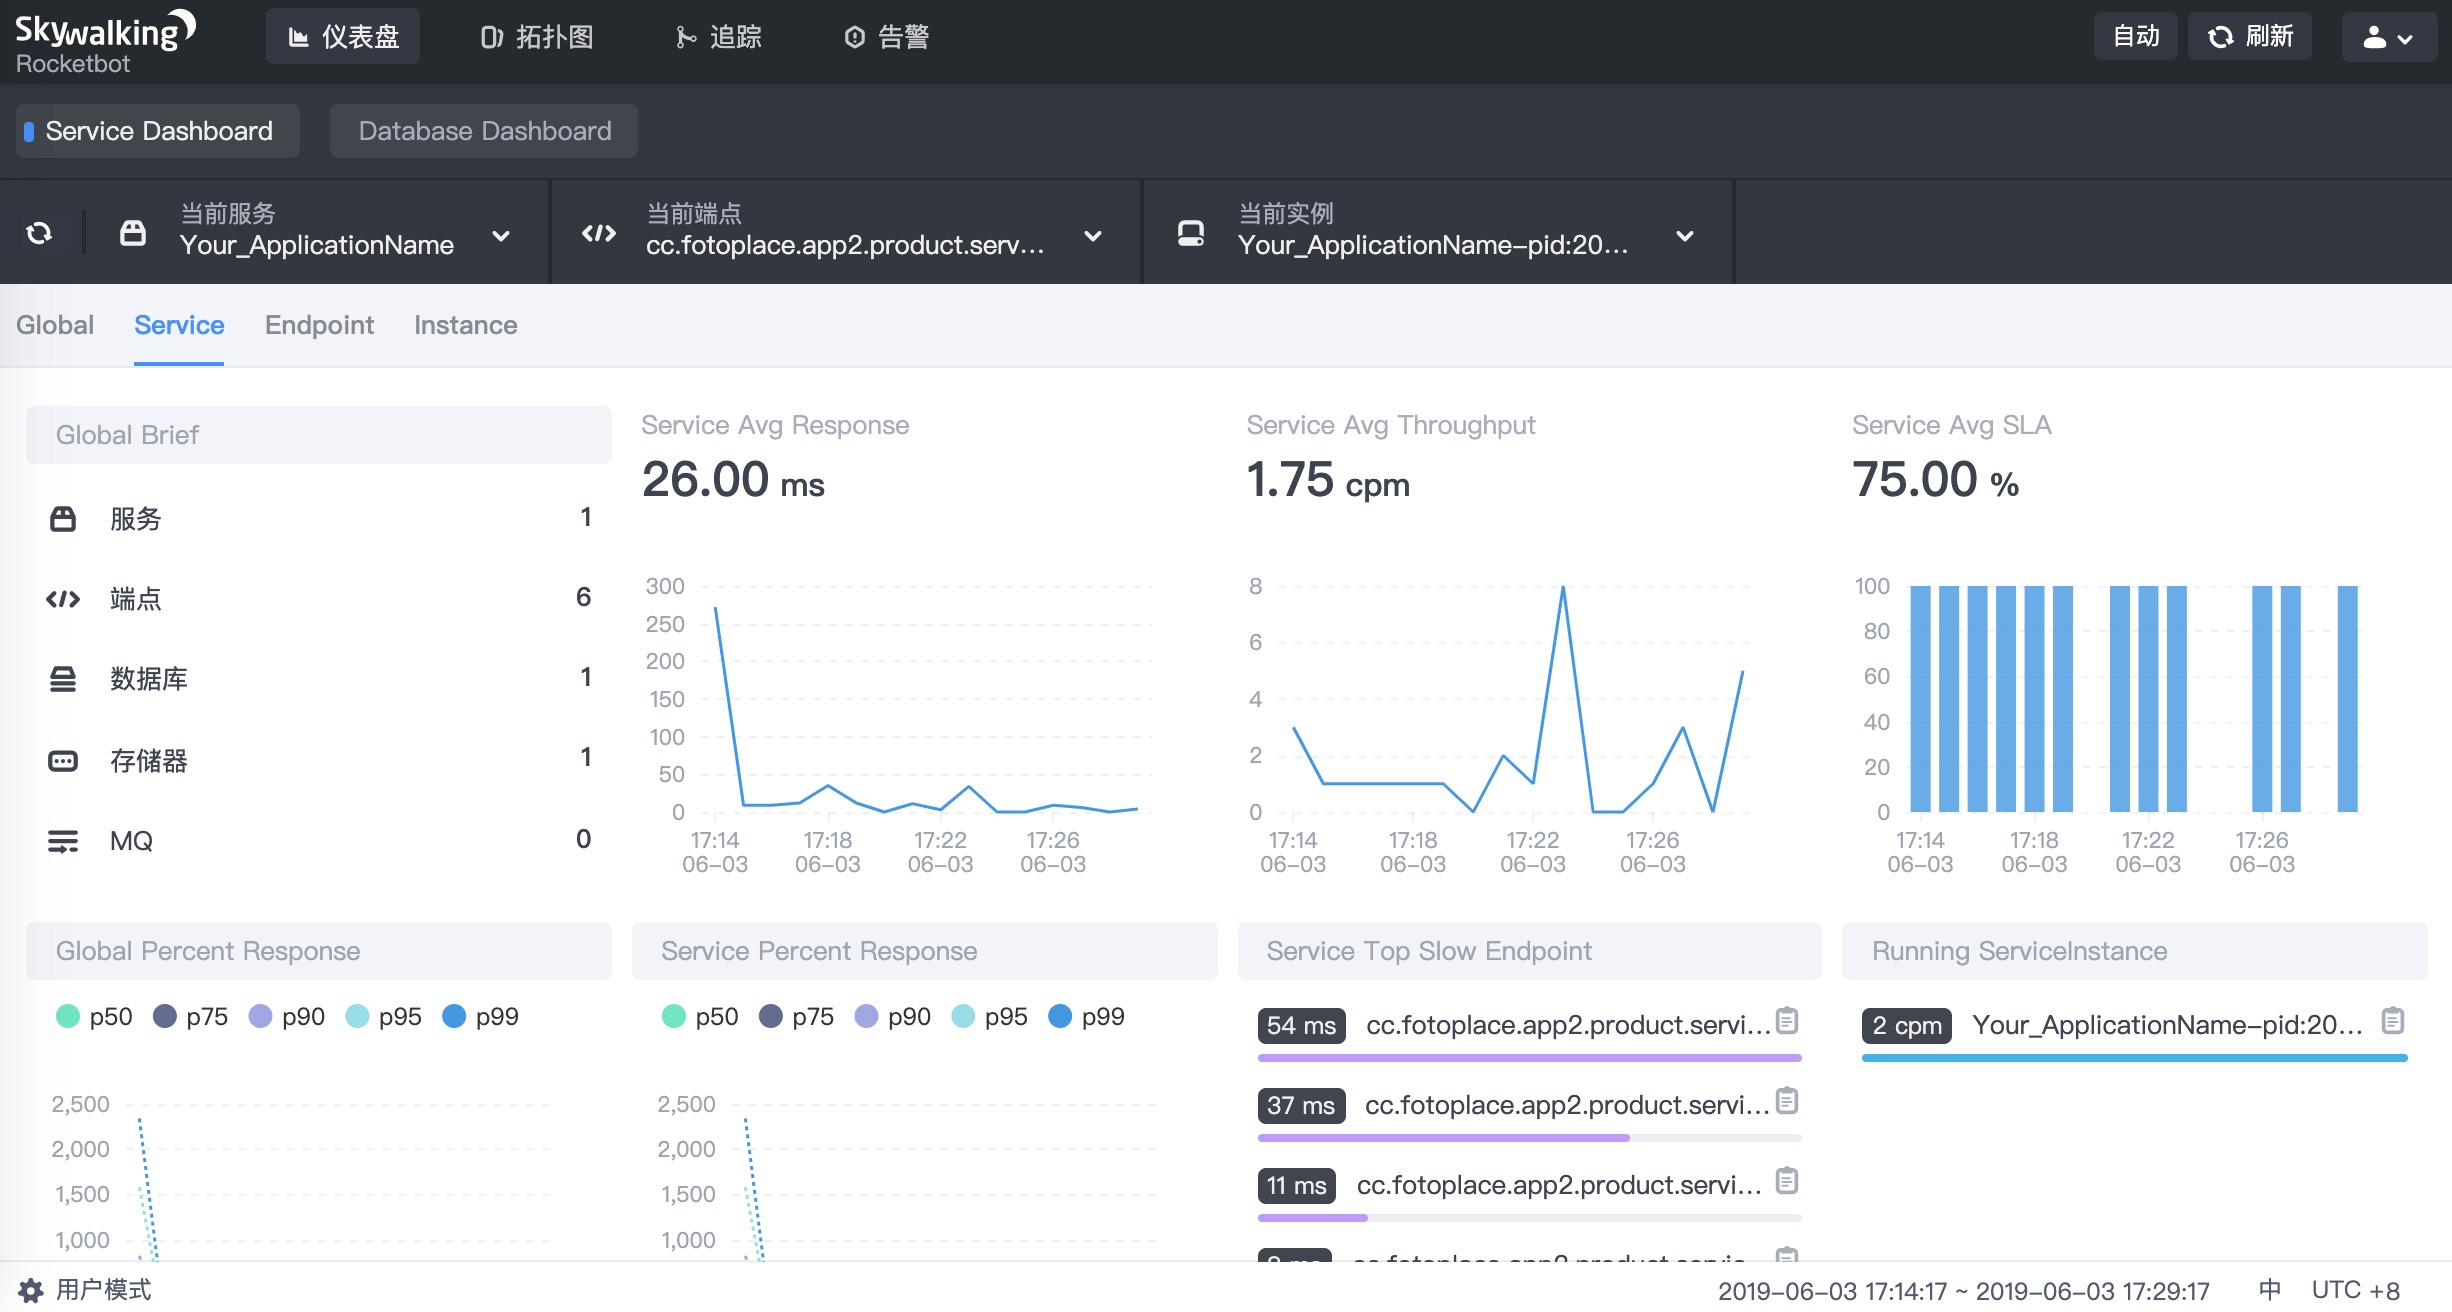 Skywalking
Rocketbot
仪表盘
拓扑图
追踪
告警
自动
刷新
Service Dashboard
Database Dashboard
当前服务
Your_ApplicationName
当前端点
cc.fotoplace.app2.product.serv...
当前实例
Your_ApplicationName-pid:20...
Global
Service
Endpoint
Instance
Global Brief
服务 1
端点 6
数据库 1
存储器 1
MQ 0
Service Avg Response
26.00 ms
300
250
200
150
100
50
0
17:14 17:18 17:22 17:26
06-03 06-03 06-03 06-03
Service Avg Throughput
1.75 cpm
8
6
4
2
0
17:14 17:18 17:22 17:26
06-03 06-03 06-03 06-03
Service Avg SLA
75.00 %
100
80
60
40
20
0
17:14 17:18 17:22 17:26
06-03 06-03 06-03 06-03
Global Percent Response
p50 p75 p90 p95 p99
2,500
2,000
1,500
1,000
Service Percent Response
p50 p75 p90 p95 p99
2,500
2,000
1,500
1,000
Service Top Slow Endpoint
54 ms cc.fotoplace.app2.product.servi...
37 ms cc.fotoplace.app2.product.servi...
11 ms cc.fotoplace.app2.product.servi...
Running ServiceInstance
2 cpm Your_ApplicationName-pid:20...
用户模式
2019-06-03 17:14:17 ~ 2019-06-03 17:29:17
中
UTC +8